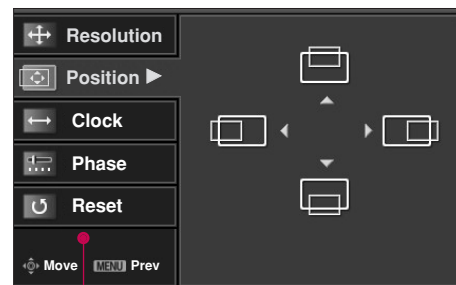 Resolution
Position ►
Clock
Phase
Reset
Move MENU Prev